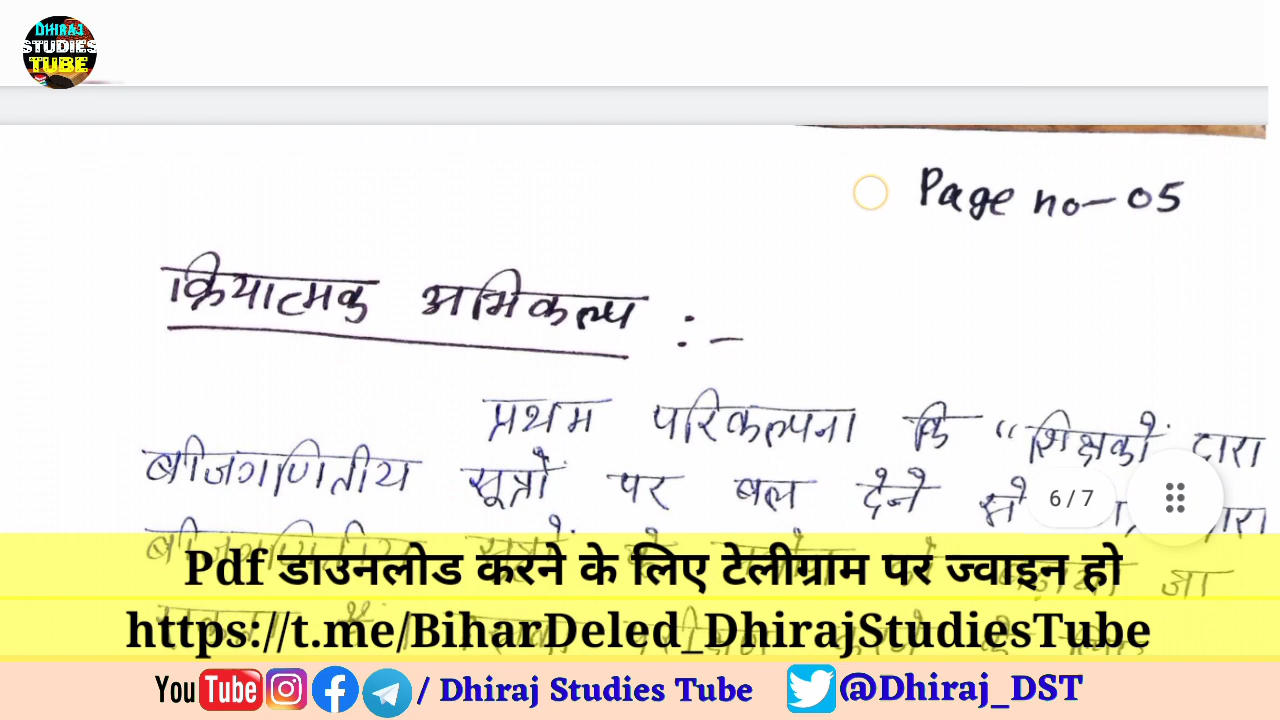 DHIRAJ
STUDIES
TUBE
Page no-05
क्रियात्मक अभिकल्प :-
प्रथम परिकल्पना कि "शिक्षकों द्वारा
बीजगणितीय सूत्रों पर बल देने से
6 / 7
बीजगणितीय सूत्रों के जा
Pdf डाउनलोड करने के लिए टेलीग्राम पर ज्वाइन हो
https://t.me/BiharDeled_DhirajStudiesTube
YouTube / Dhiraj Studies Tube @Dhiraj_DST